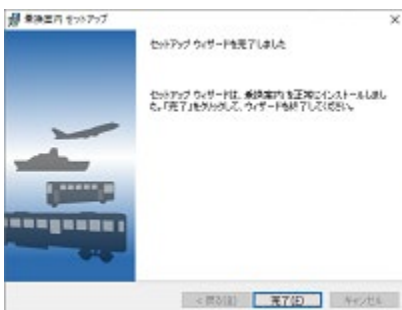 乗換案内 セットアップ
セットアップ ウィザードを完了しました
セットアップ ウィザードは、乗換案内 を正常にインストールしまし
た。「完了」をクリックして、ウィザードを終了してください。
< 戻る(B)
完了(F)
キャンセル